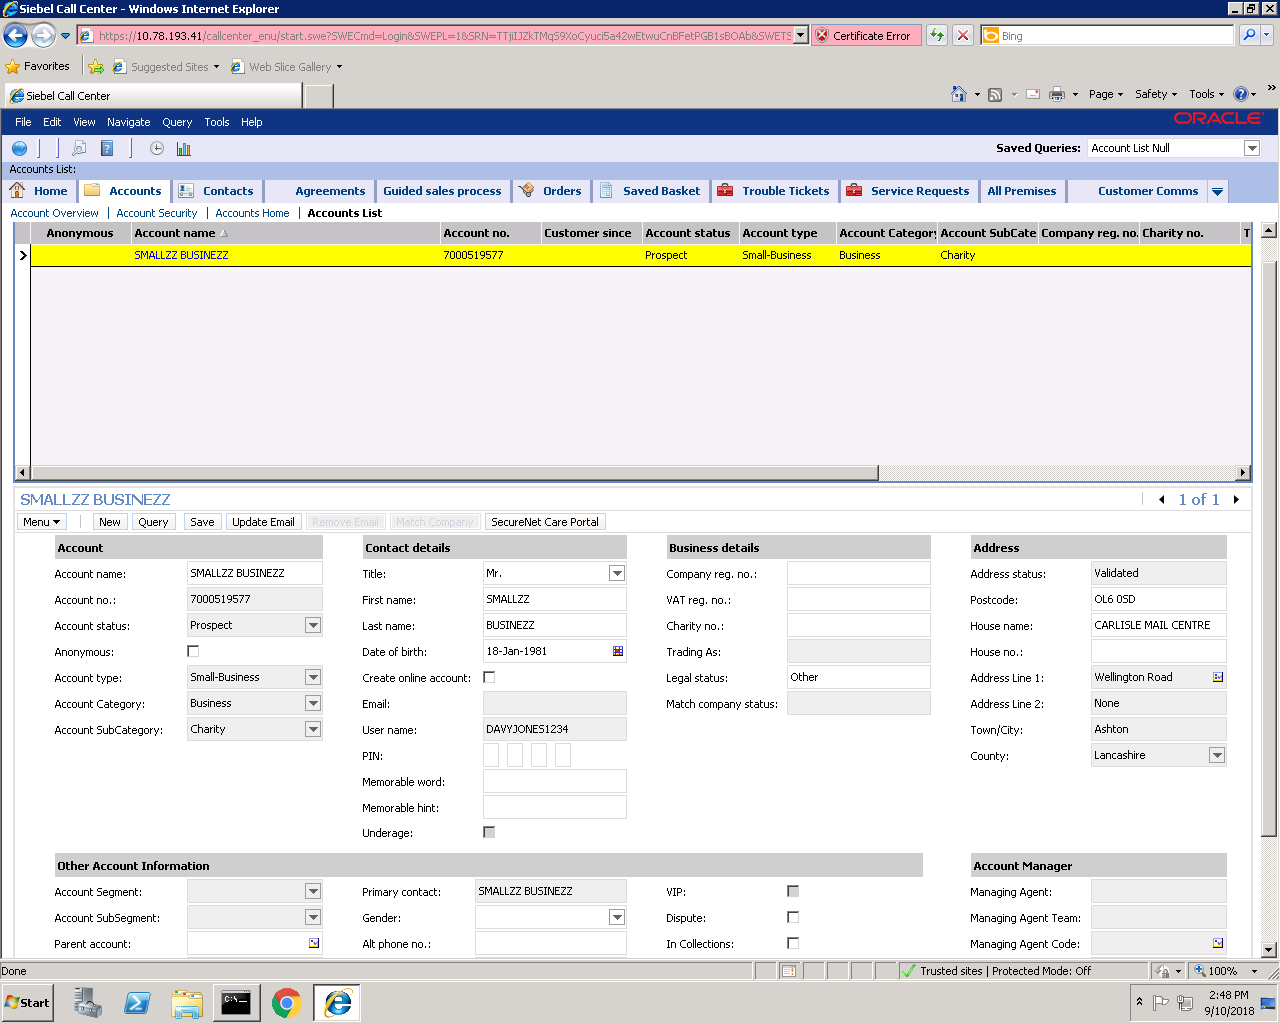 Siebel Call Center - Windows Internet Explorer
https://10.78.193.41/callcenter_enu/start.swe?SWECmd=Login&SWEPL=1&SRN=
Certificate Error
Bing
Favorites
Suggested Sites
Web Slice Gallery
Siebel Call Center
Page
Safety
Tools
File
Edit
View
Navigate
Query
Tools
Help
ORACLE
Saved Queries:
Account List Null
Accounts List:
Home
Accounts
Contacts
Agreements
Guided sales process
Orders
Saved Basket
Trouble Tickets
Service Requests
All Premises
Customer Comms
Account Overview
Account Security
Accounts Home
Accounts List
Anonymous
Account name
Account no.
Customer since
Account status
Account type
Account Category
Account SubCate
Company reg. no.
Charity no.
T
SMALLZZ BUSINEZZ
7000519577
Prospect
Small-Business
Business
Charity
SMALLZZ BUSINEZZ
1 of 1
Menu
New
Query
Save
Update Email
Remove Email
Match Company
SecureNet Care Portal
Account
Account name: SMALLZZ BUSINEZZ
Account no.: 7000519577
Account status: Prospect
Anonymous:
Account type: Small-Business
Account Category: Business
Account SubCategory: Charity
Contact details
Title: Mr.
First name: SMALLZZ
Last name: BUSINEZZ
Date of birth: 18-Jan-1981
Create online account:
Email:
User name: DAVYJONES1234
PIN:
Memorable word:
Memorable hint:
Underage:
Business details
Company reg. no.:
VAT reg. no.:
Charity no.:
Trading As:
Legal status: Other
Match company status:
Address
Address status: Validated
Postcode: OL6 0SD
House name: CARLISLE MAIL CENTRE
House no.:
Address Line 1: Wellington Road
Address Line 2: None
Town/City: Ashton
County: Lancashire
Other Account Information
Account Segment:
Account SubSegment:
Parent account:
Primary contact: SMALLZZ BUSINEZZ
Gender:
Alt phone no.:
VIP:
Dispute:
In Collections:
Account Manager
Managing Agent:
Managing Agent Team:
Managing Agent Code:
Done
Trusted sites | Protected Mode: Off
100%
Start
2:48 PM
9/10/2018